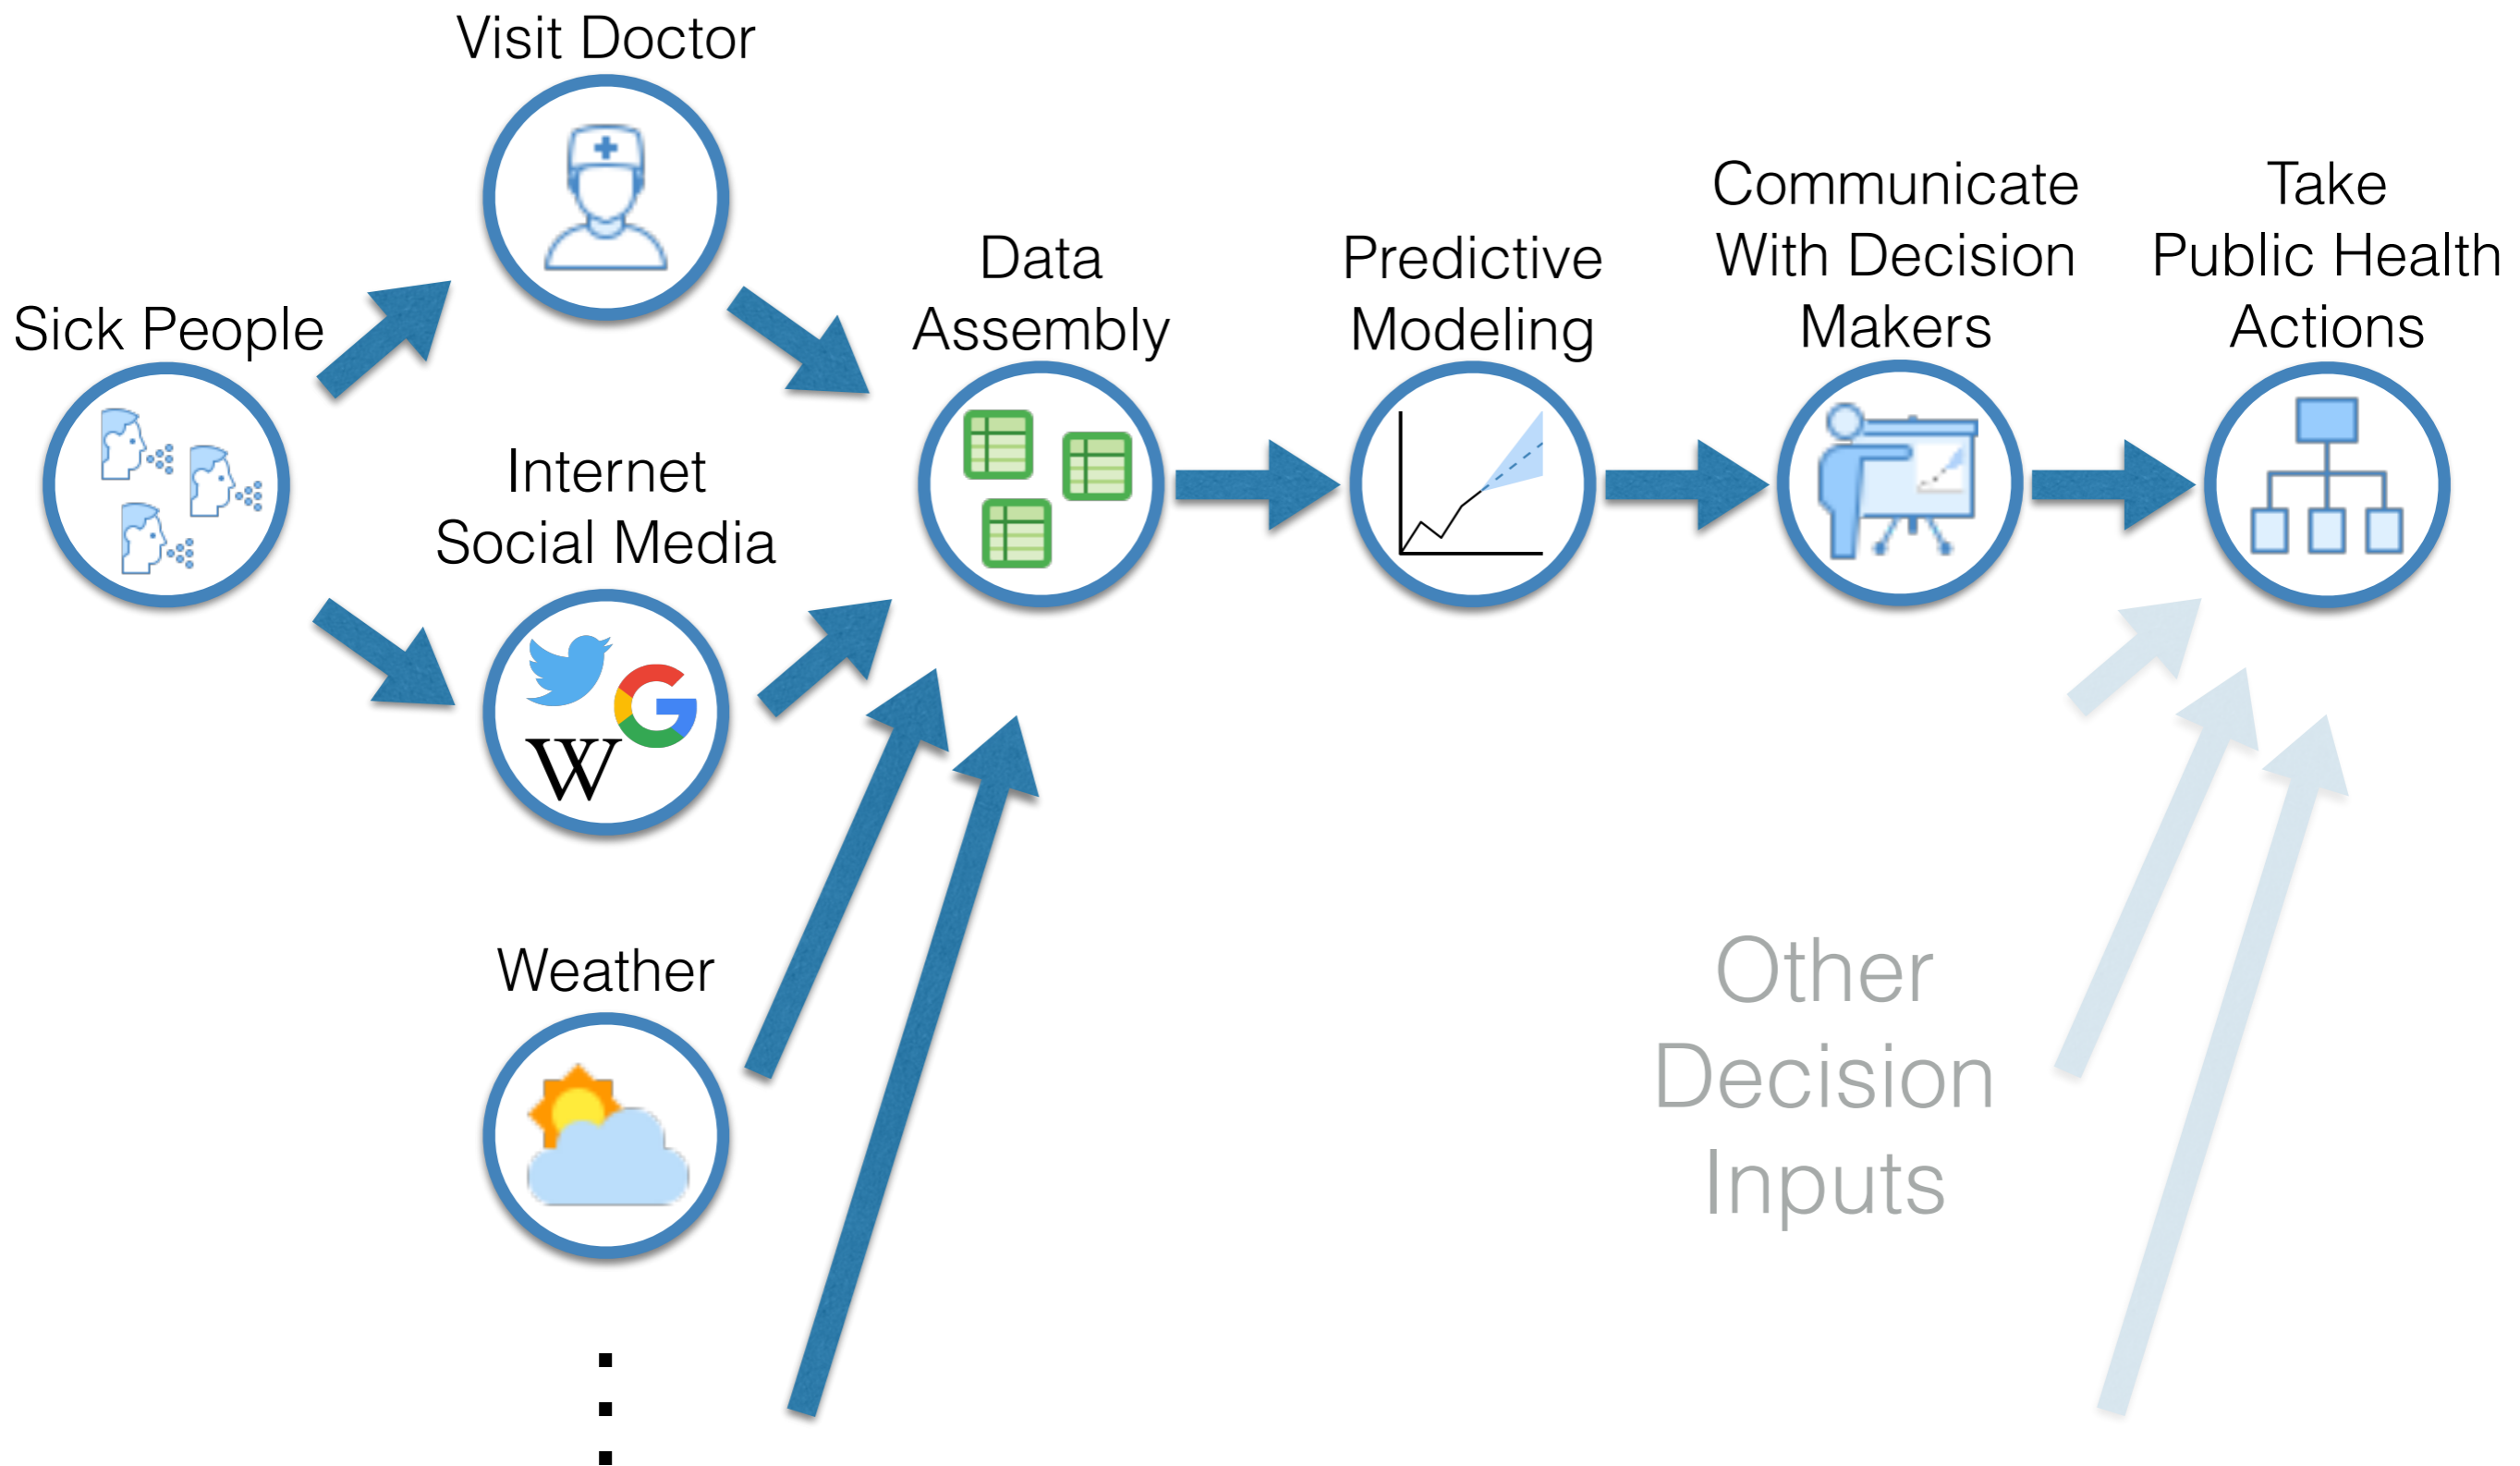 Visit Doctor
Sick People
Internet
Social Media
W
Weather
Data
Assembly
Predictive
Modeling
Communicate
With Decision
Makers
Take
Public Health
Actions
Other
Decision
Inputs